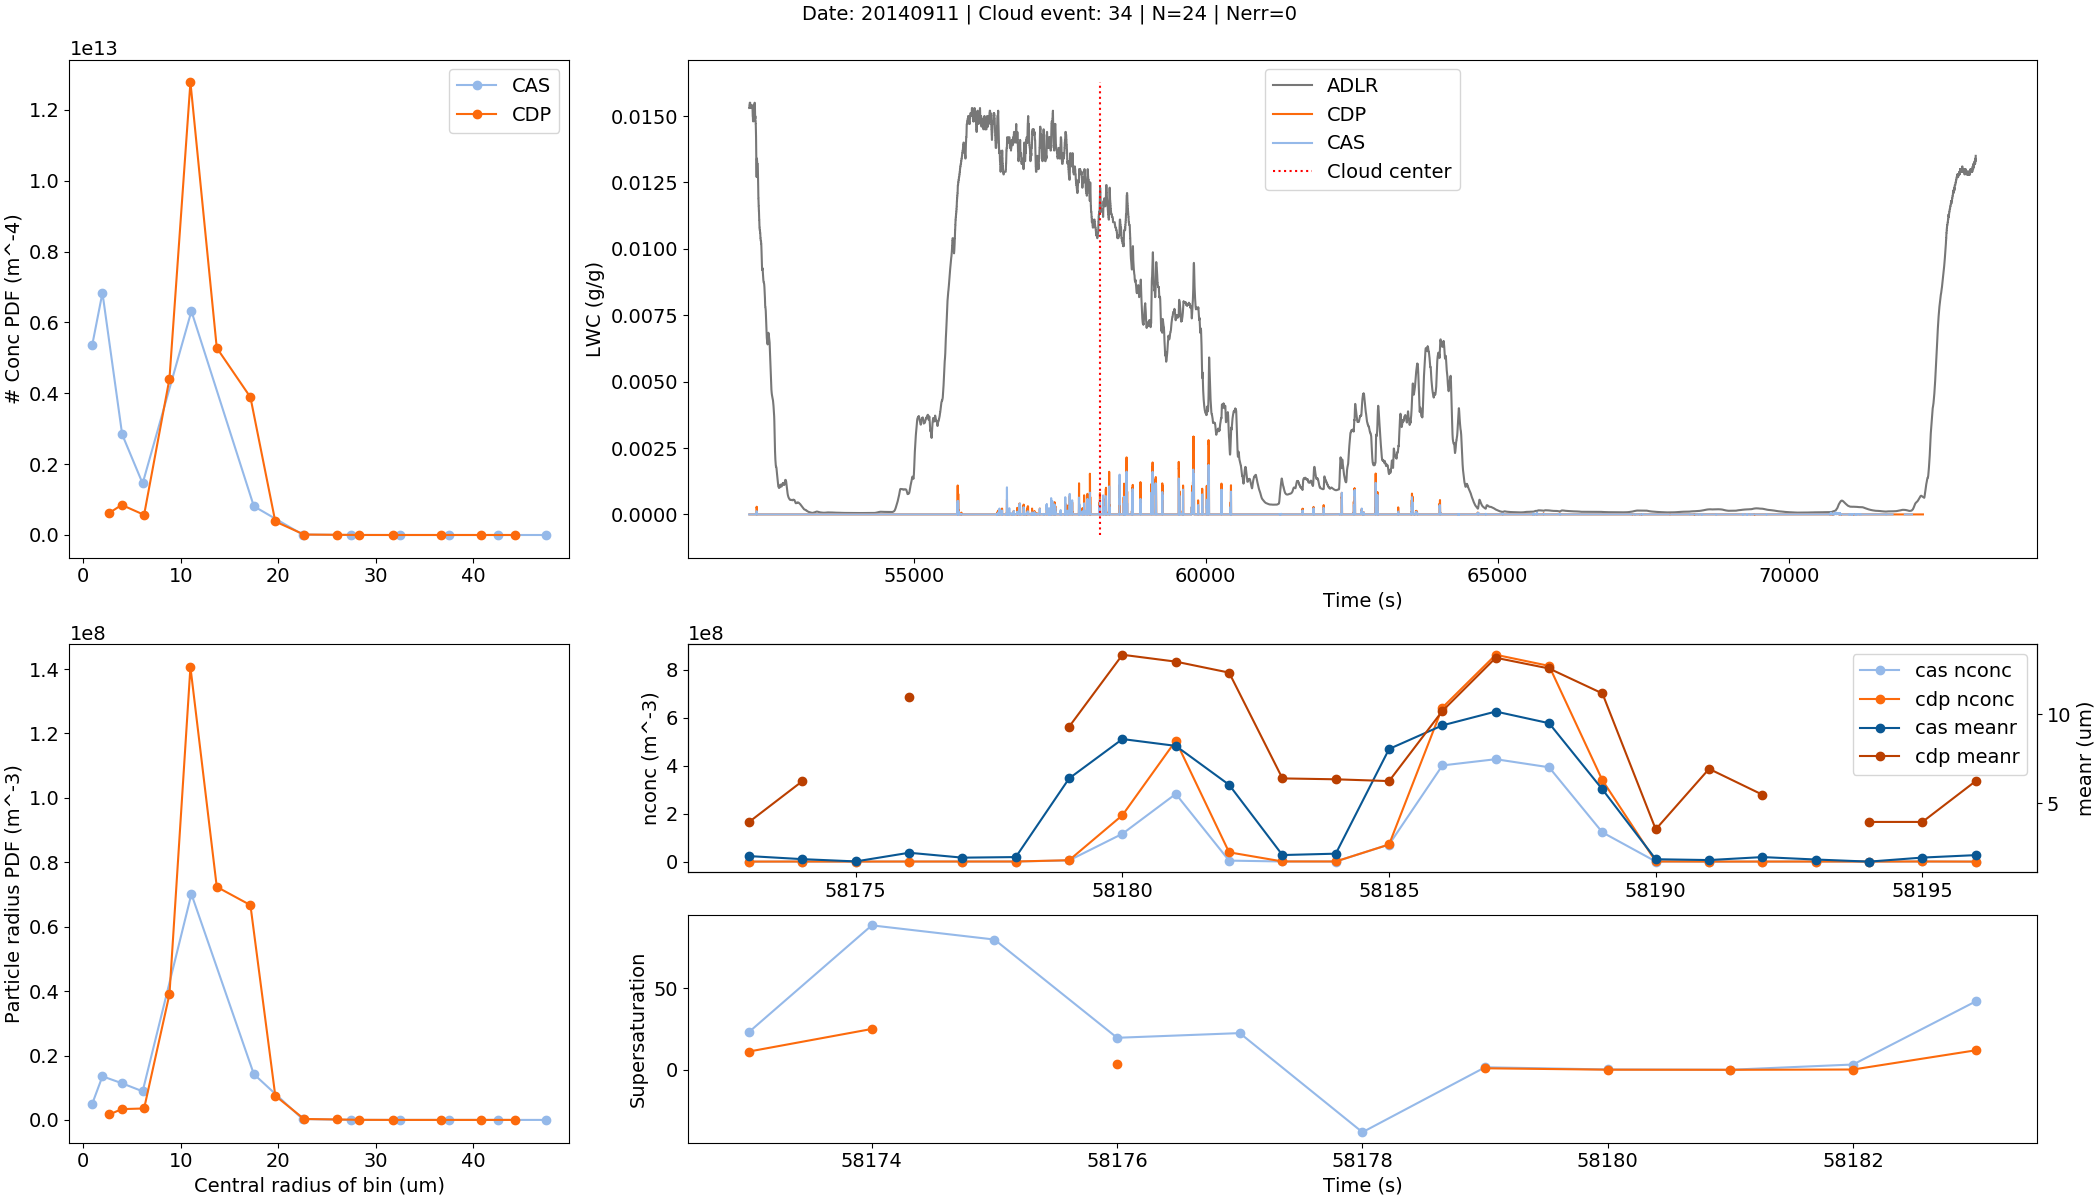 Date: 20140911 | Cloud event: 34 | N=24 | Nerr=0
1e13
# Conc PDF (m^-4)
1.2
1.0
0.8
0.6
0.4
0.2
0.0
0 10 20 30 40
CAS
CDP
LWC (g/g)
0.0150
0.0125
0.0100
0.0075
0.0050
0.0025
0.0000
55000 60000 65000 70000
Time (s)
ADLR
CDP
CAS
Cloud center
1e8
Particle radius PDF (m^-3)
1.4
1.2
1.0
0.8
0.6
0.4
0.2
0.0
0 10 20 30 40
Central radius of bin (um)
1e8
nconc (m^-3)
8
6
4
2
0
58175 58180 58185 58190 58195
cas nconc
cdp nconc
cas meanr
cdp meanr
10
5
meanr (um)
Supersaturation
50
0
58174 58176 58178 58180 58182
Time (s)